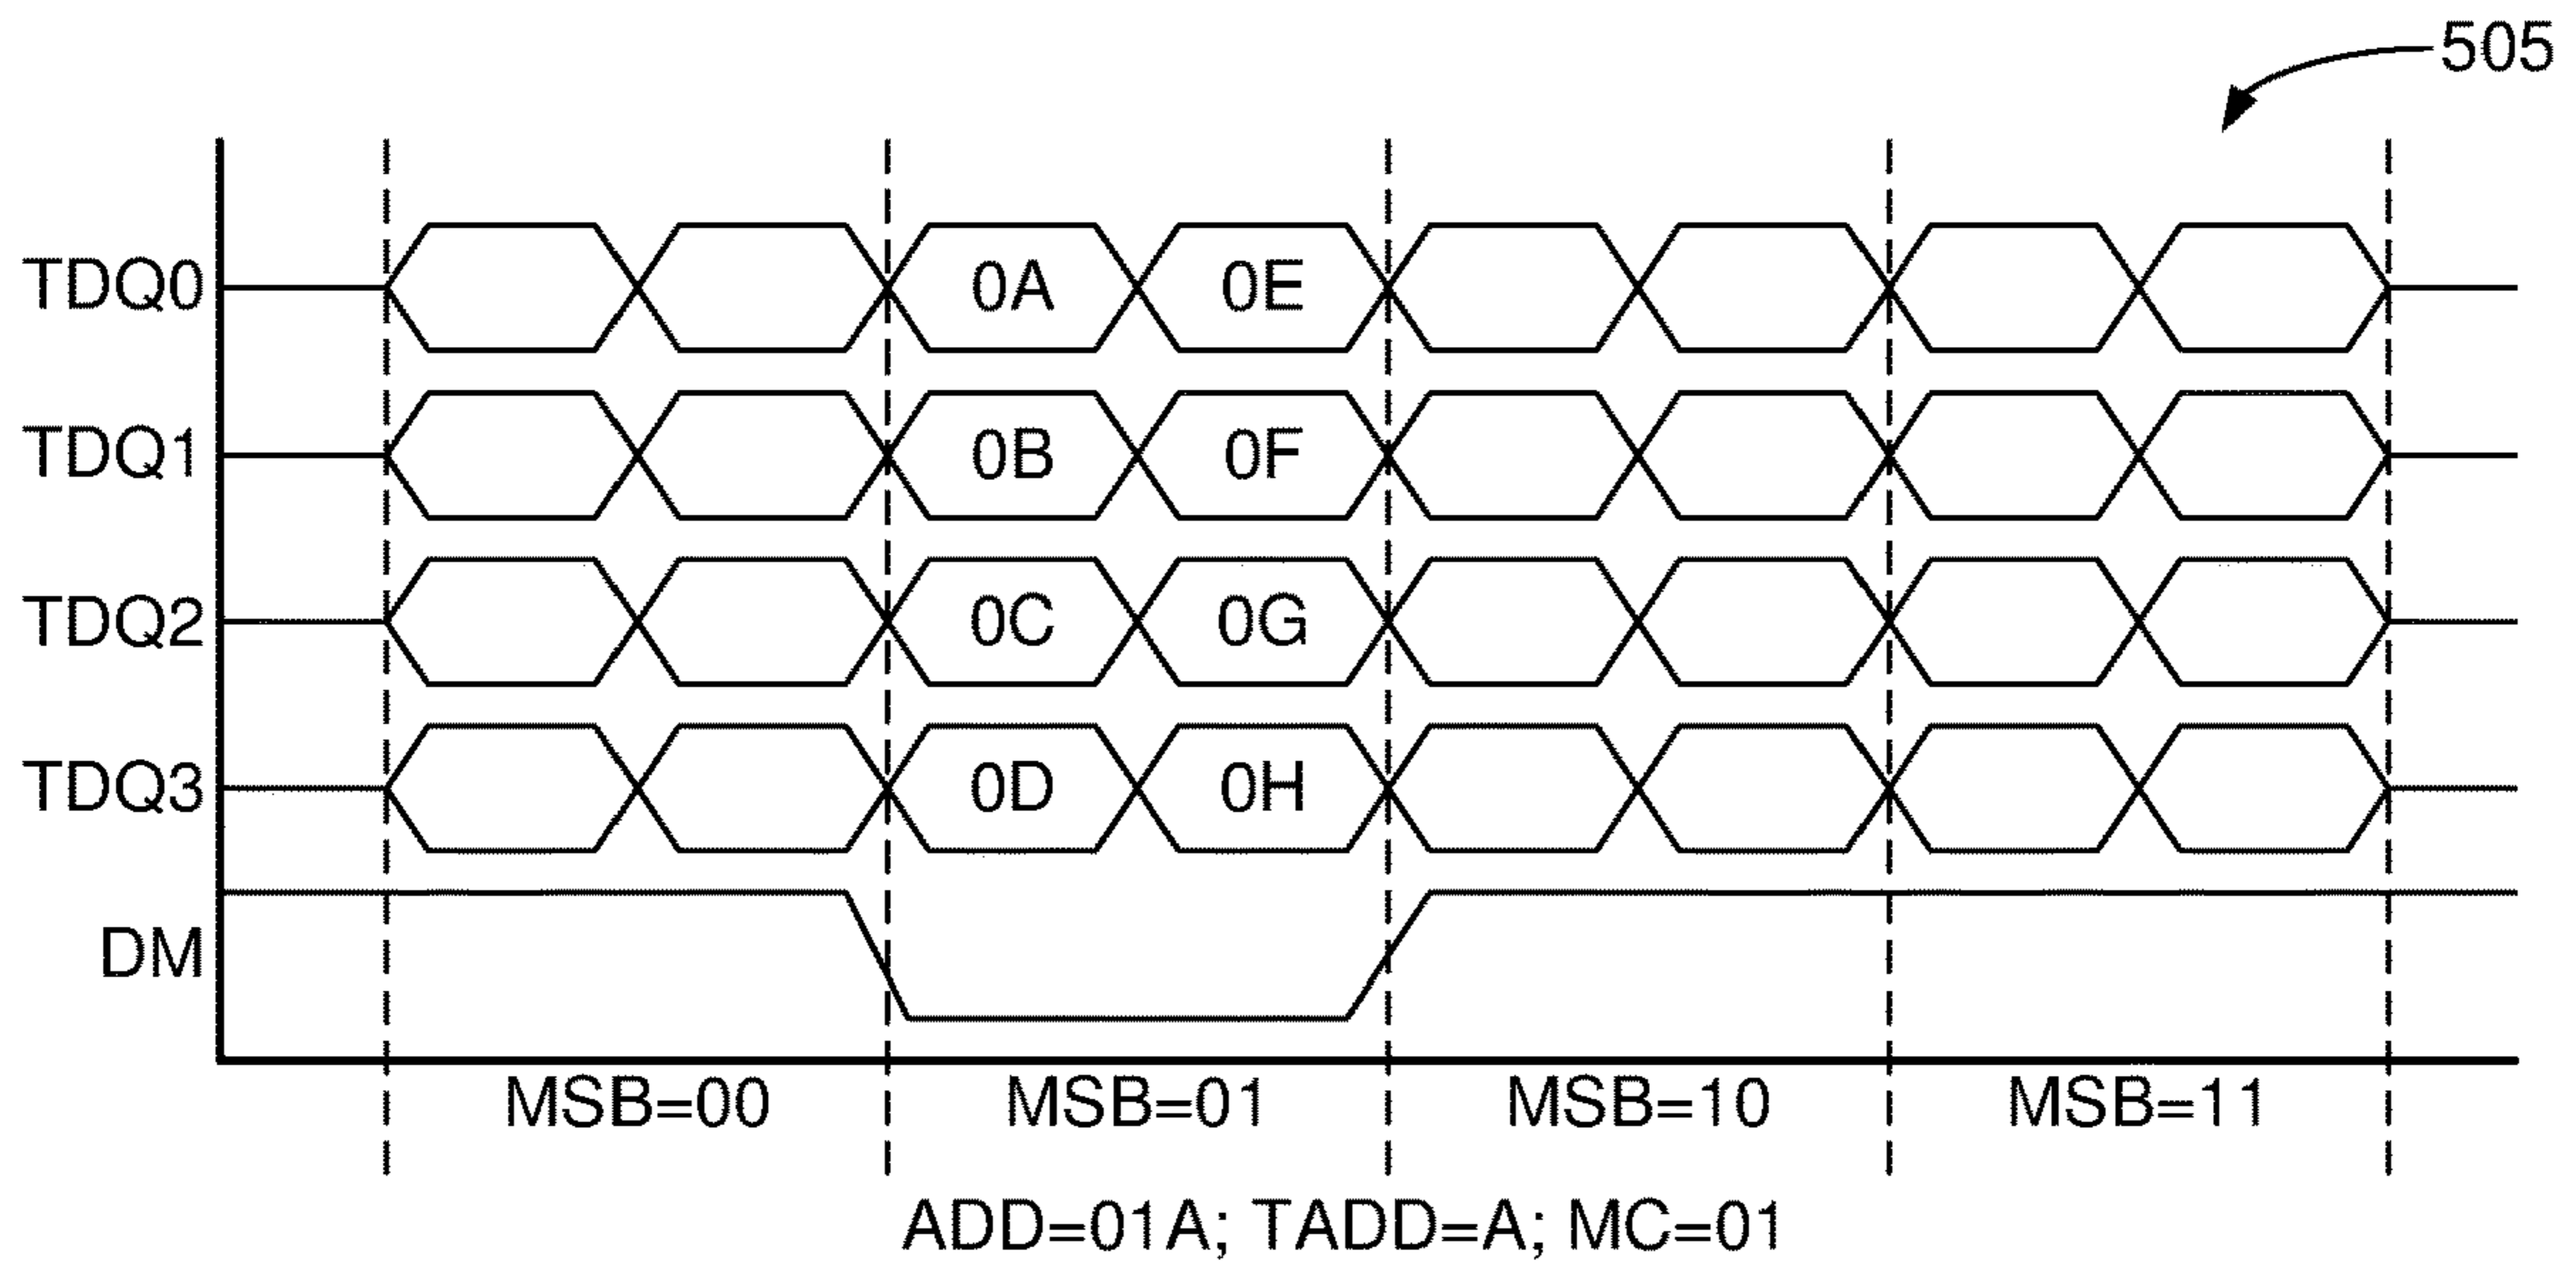 505
TDQ0 0A 0E
TDQ1 0B 0F
TDQ2 0C 0G
TDQ3 0D 0H
DM
MSB=00 MSB=01 MSB=10 MSB=11
ADD=01A; TADD=A; MC=01